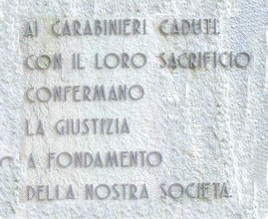 AI CARABINIERI CADUTI.
CON IL LORO SACRIFICIO
CONFERMANO
LA GIUSTIZIA
A FONDAMENTO
DELLA NOSTRA SOCIETÀ.